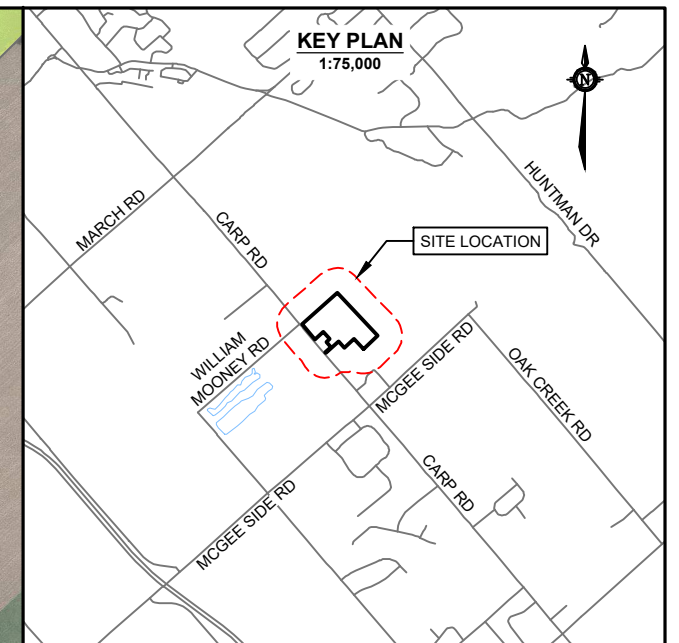 KEY PLAN
1:75,000
N
HUNTMAN DR
MARCH RD
CARP RD
SITE LOCATION
WILLIAM
MOONEY RD
MCGEE SIDE RD
OAK CREEK RD
CARP RD
MCGEE SIDE RD